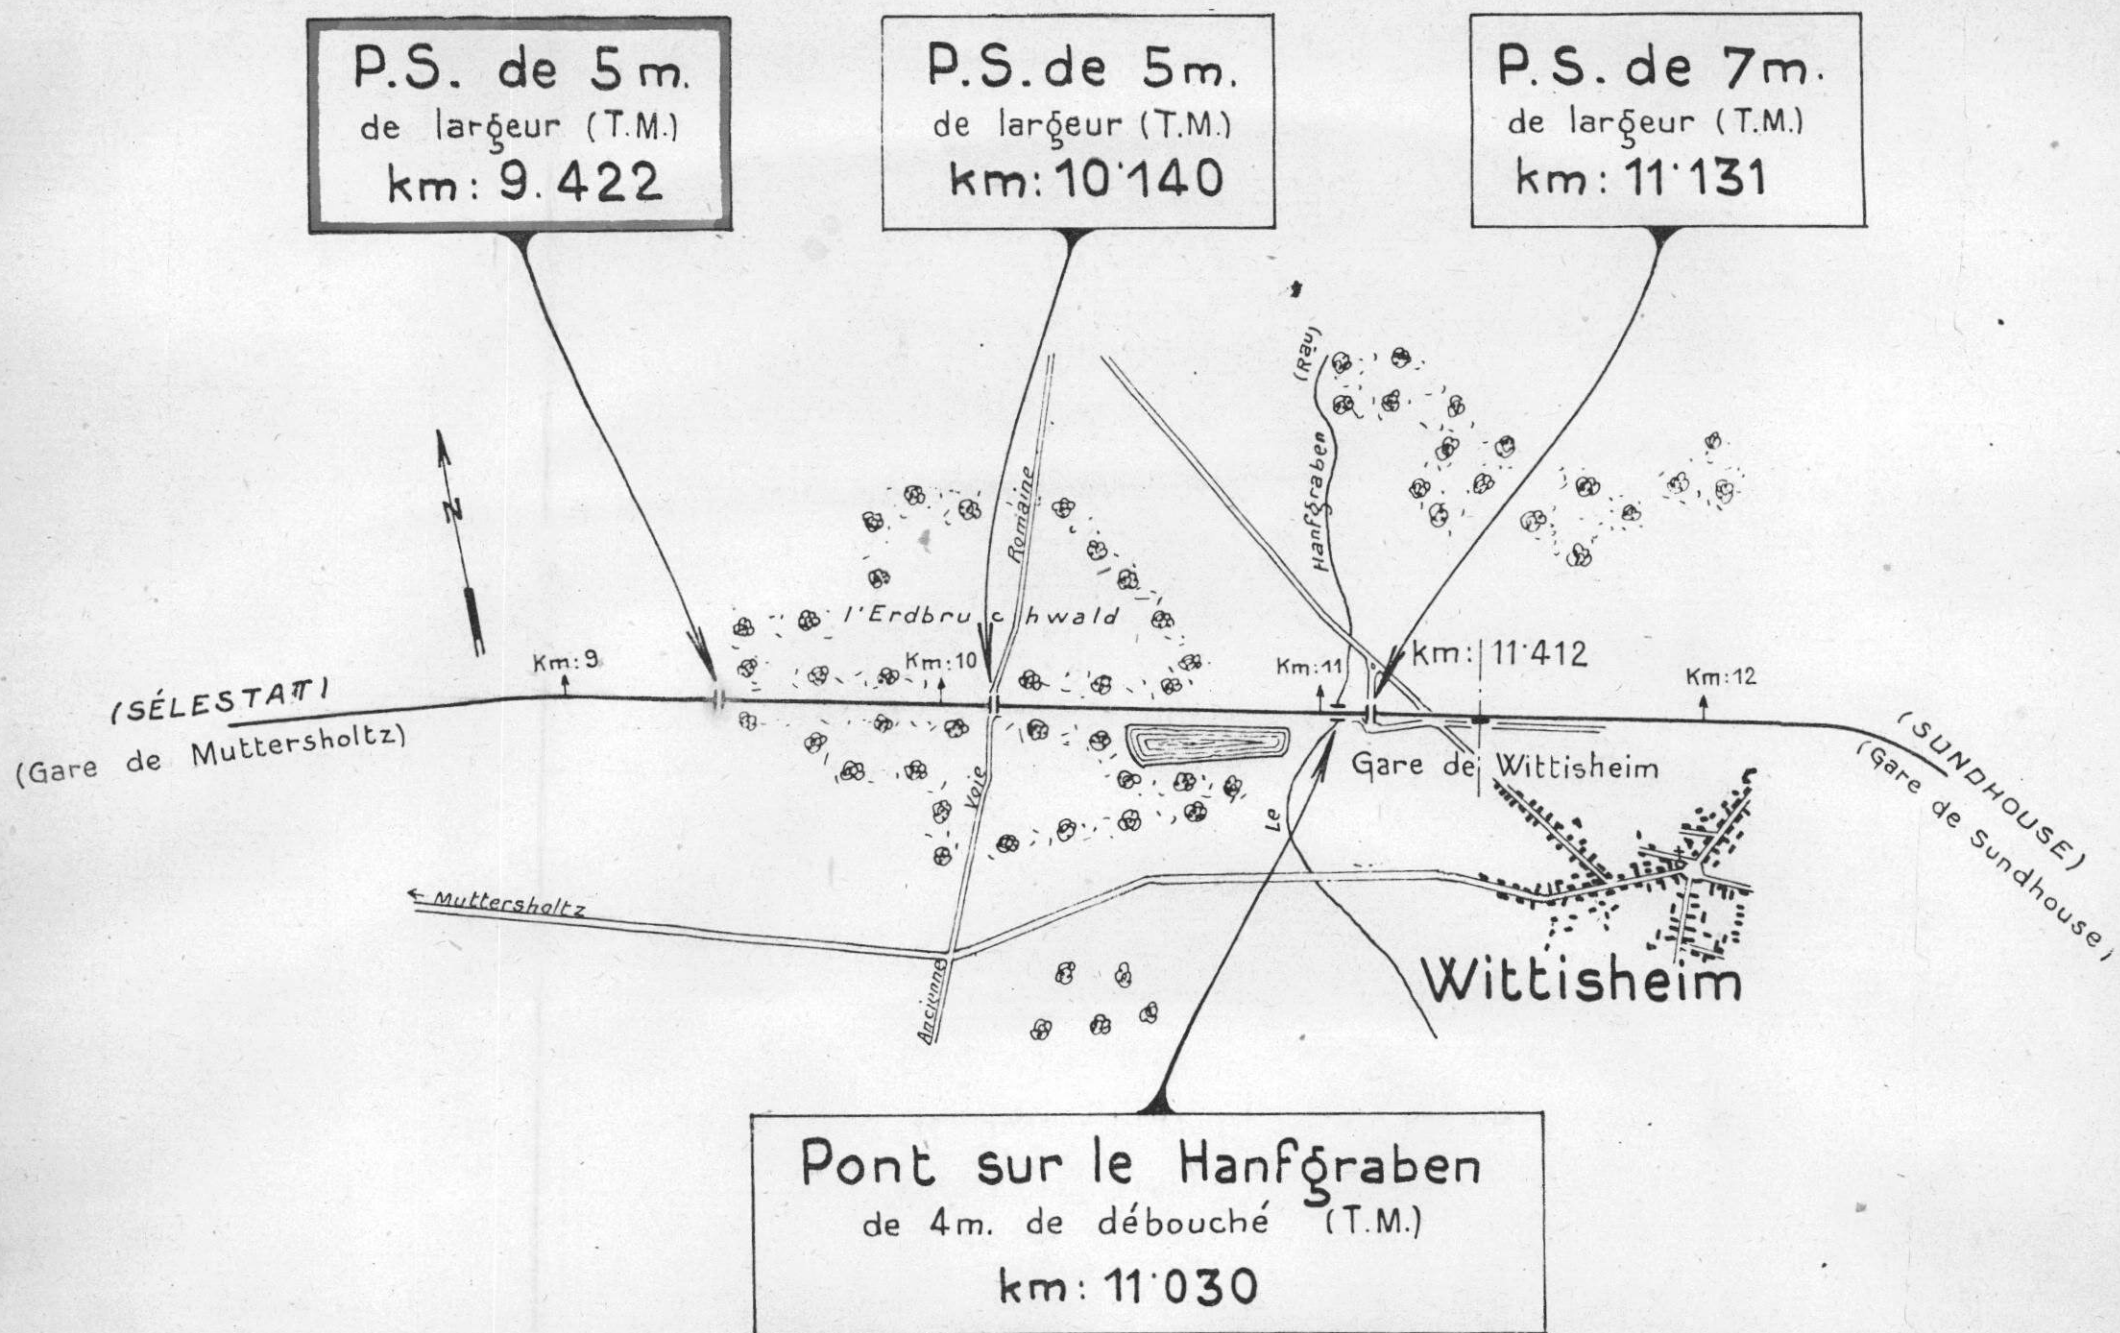 P.S. de 5 m.
de largeur (T.M.)
km: 9.422
P.S. de 5m.
de largeur (T.M.)
km: 10·140
P.S. de 7m.
de largeur (T.M.)
km: 11·131
(Rau)
Hanfgraben
Romaine
N
l'Erdbruchwald
Km: 9
Km: 10
Km: 11
km: 11·412
Km: 12
(SÉLESTATT)
(Gare de Muttersholtz)
(SUNDHOUSE)
(Gare de Sundhouse)
Gare de Wittisheim
Voie
Le
← Muttersholtz
Ancienne
Wittisheim
Pont sur le Hanfgraben
de 4m. de débouché (T.M.)
km: 11·030